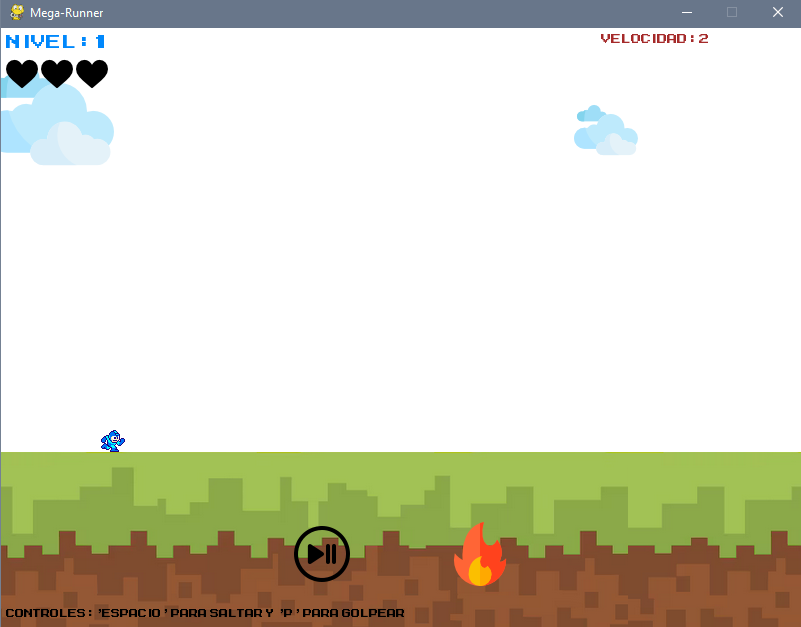 Mega-Runner
NIVEL: 1
VELOCIDAD: 2
CONTROLES: 'ESPACIO' PARA SALTAR Y 'P' PARA GOLPEAR